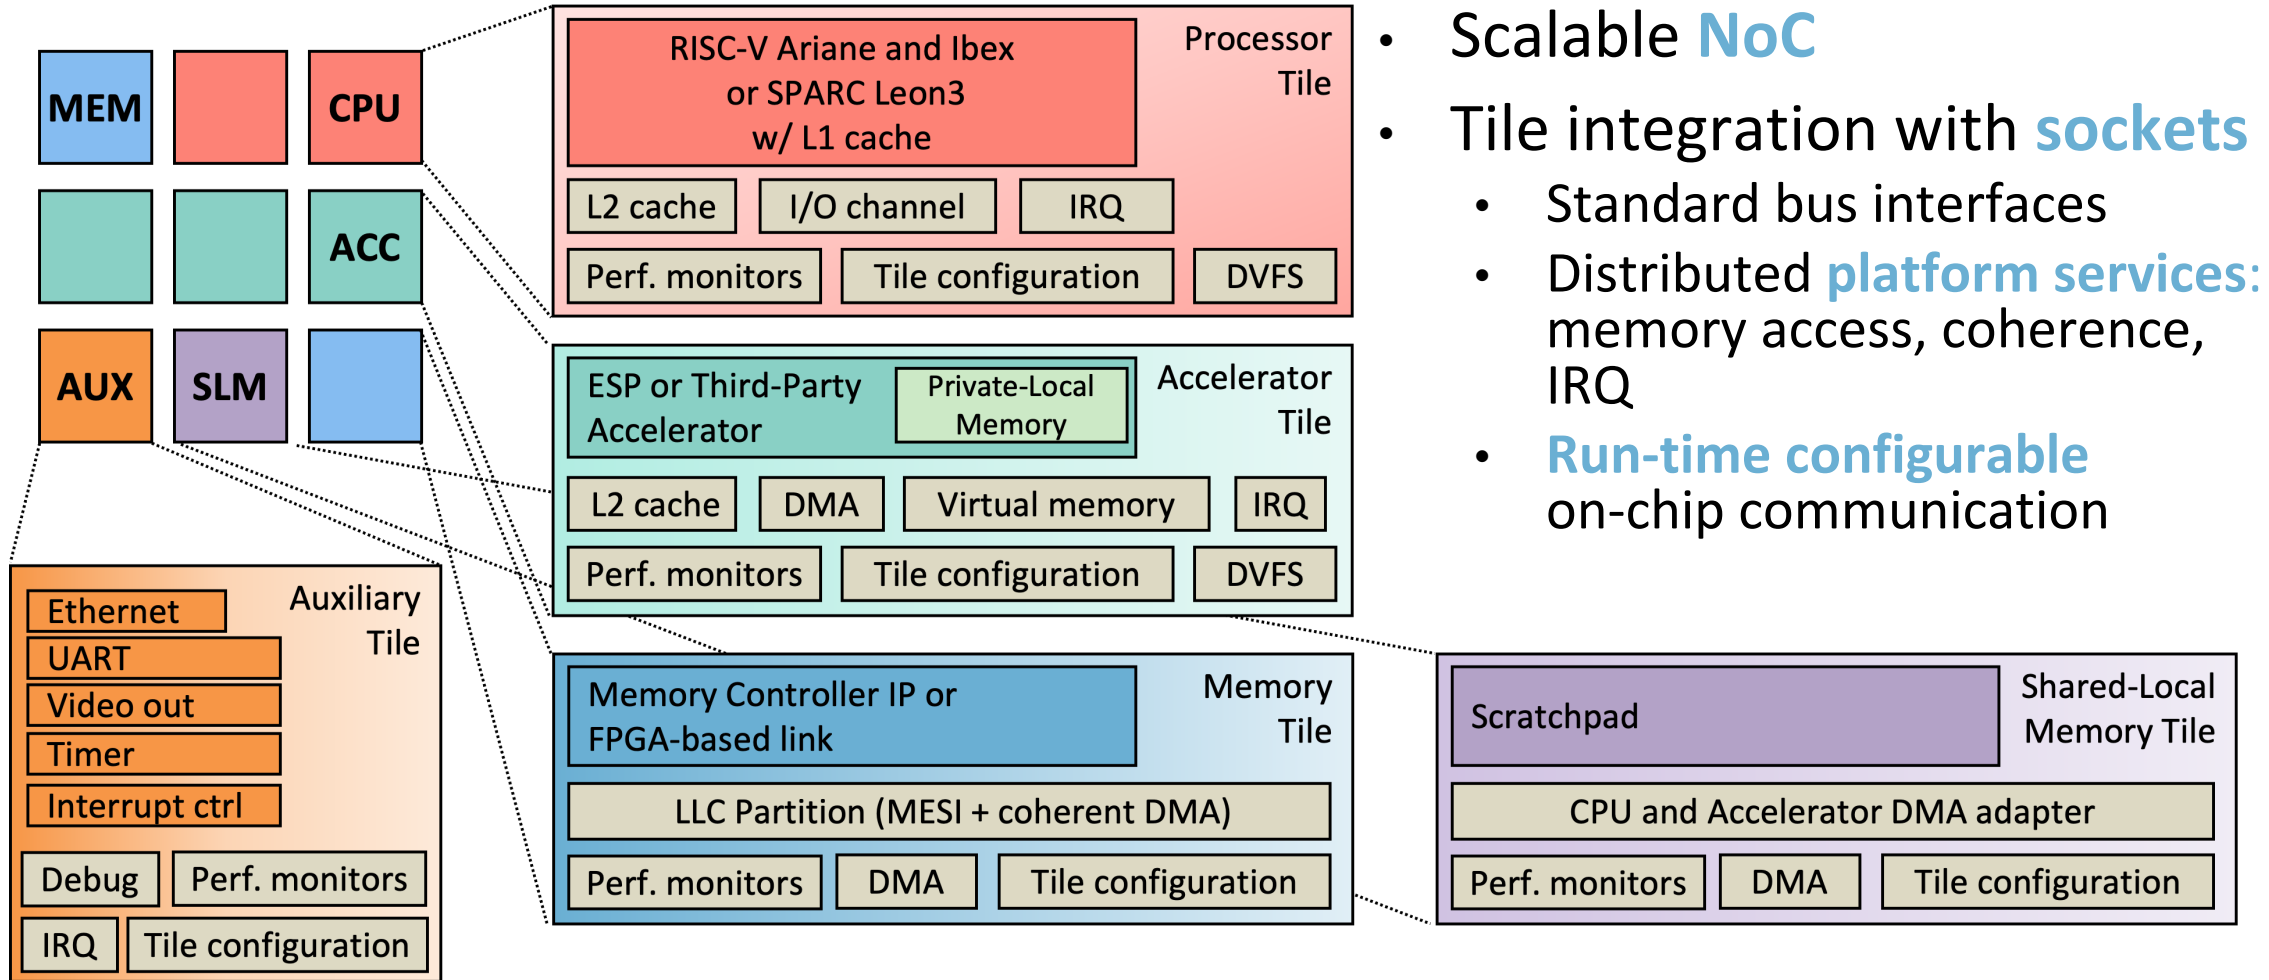 MEM
CPU
ACC
AUX
SLM
RISC-V Ariane and Ibex
or SPARC Leon3
w/ L1 cache
Processor
Tile
L2 cache
I/O channel
IRQ
Perf. monitors
Tile configuration
DVFS
ESP or Third-Party
Accelerator
Private-Local
Memory
Accelerator
Tile
L2 cache
DMA
Virtual memory
IRQ
Perf. monitors
Tile configuration
DVFS
• Scalable NoC
• Tile integration with sockets
• Standard bus interfaces
• Distributed platform services:
memory access, coherence,
IRQ
• Run-time configurable
on-chip communication
Auxiliary
Tile
Ethernet
UART
Video out
Timer
Interrupt ctrl
Debug
Perf. monitors
IRQ
Tile configuration
Memory Controller IP or
FPGA-based link
Memory
Tile
LLC Partition (MESI + coherent DMA)
Perf. monitors
DMA
Tile configuration
Scratchpad
Shared-Local
Memory Tile
CPU and Accelerator DMA adapter
Perf. monitors
DMA
Tile configuration